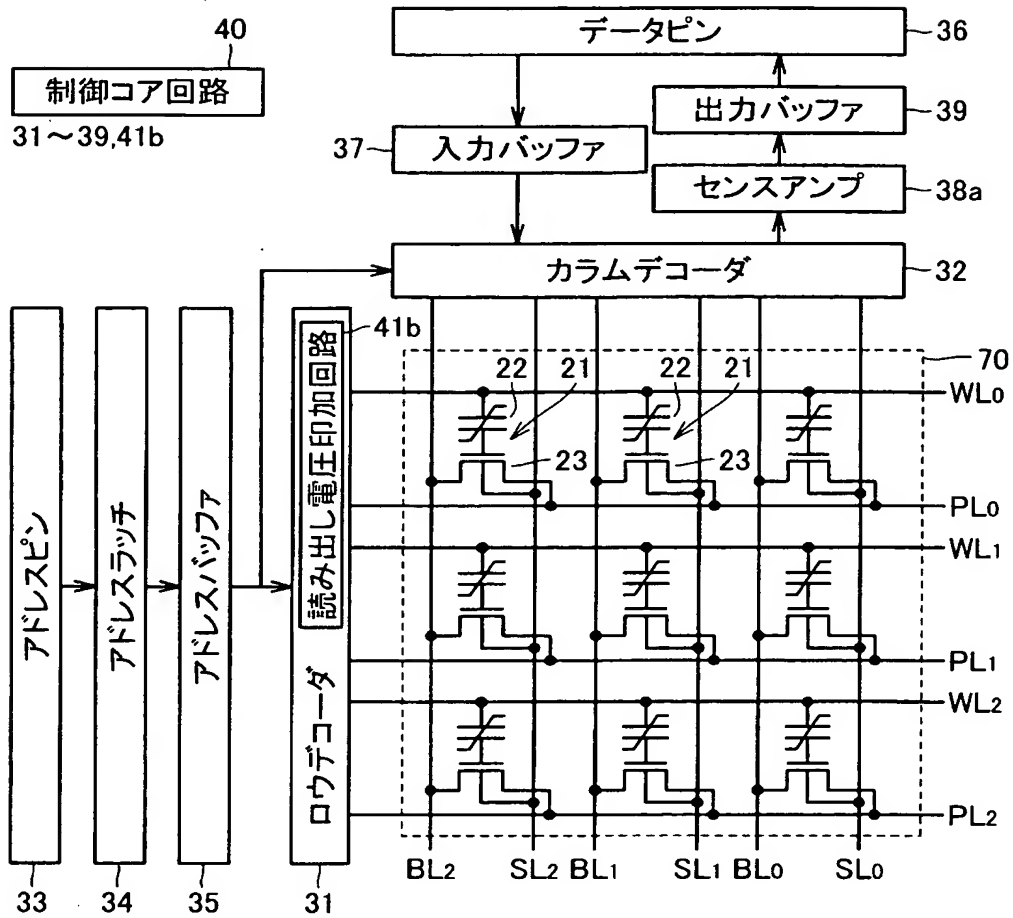 40
データピン
36
制御コア回路
31～39,41b
出力バッファ
39
37
入力バッファ
センスアンプ
38a
カラムデコーダ
32
41b
読み出し電圧印加回路
70
22
21
22
21
WL0
23
23
PL0
WL1
PL1
WL2
PL2
アドレスピン
アドレスラッチ
アドレスバッファ
ロウデコーダ
BL2
SL2
BL1
SL1
BL0
SL0
33
34
35
31